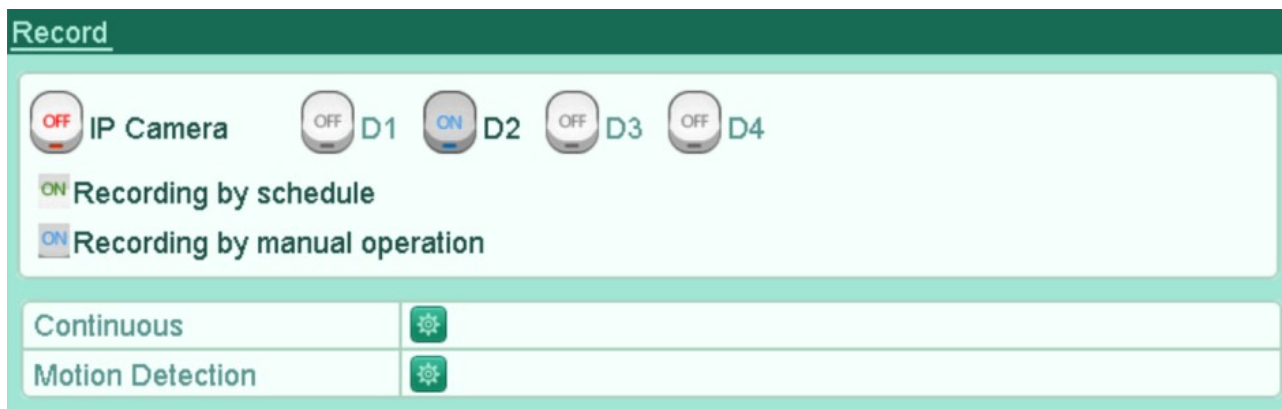 Record
OFF IP Camera OFF D1 ON D2 OFF D3 OFF D4
ON Recording by schedule
ON Recording by manual operation
Continuous
Motion Detection